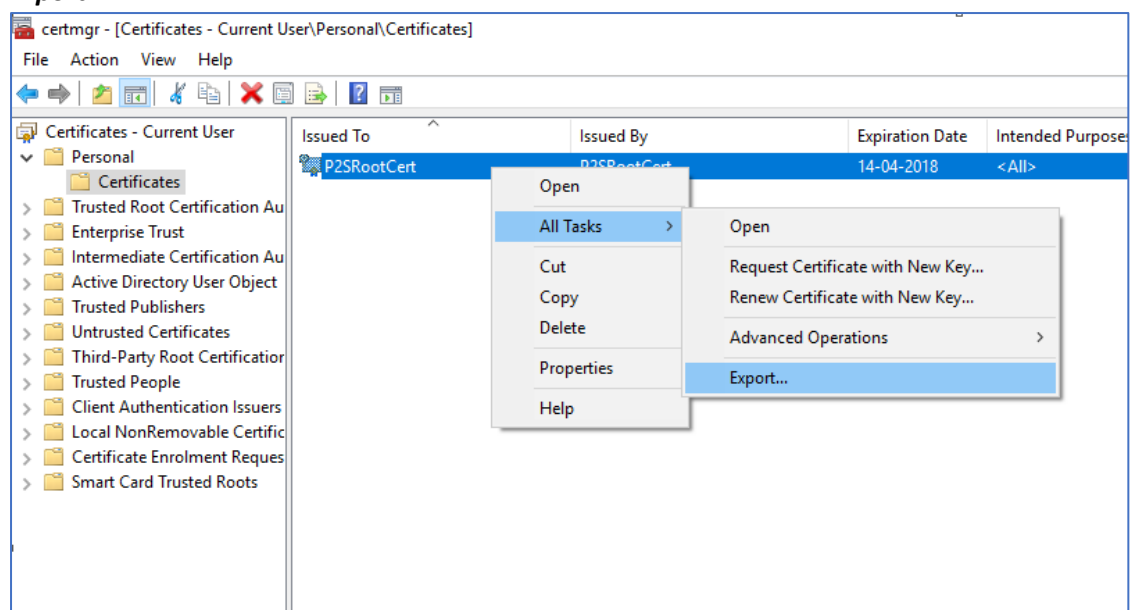 certmgr - [Certificates - Current User\Personal\Certificates]
File Action View Help
Certificates - Current User
Personal
Certificates
Trusted Root Certification Au
Enterprise Trust
Intermediate Certification Au
Active Directory User Object
Trusted Publishers
Untrusted Certificates
Third-Party Root Certification
Trusted People
Client Authentication Issuers
Local NonRemovable Certific
Certificate Enrolment Reques
Smart Card Trusted Roots
Issued To Issued By Expiration Date Intended Purposes
P2SRootCert P2SRootCert 14-04-2018 <All>
Open
All Tasks >
Cut
Copy
Delete
Properties
Help
Open
Request Certificate with New Key...
Renew Certificate with New Key...
Advanced Operations >
Export...